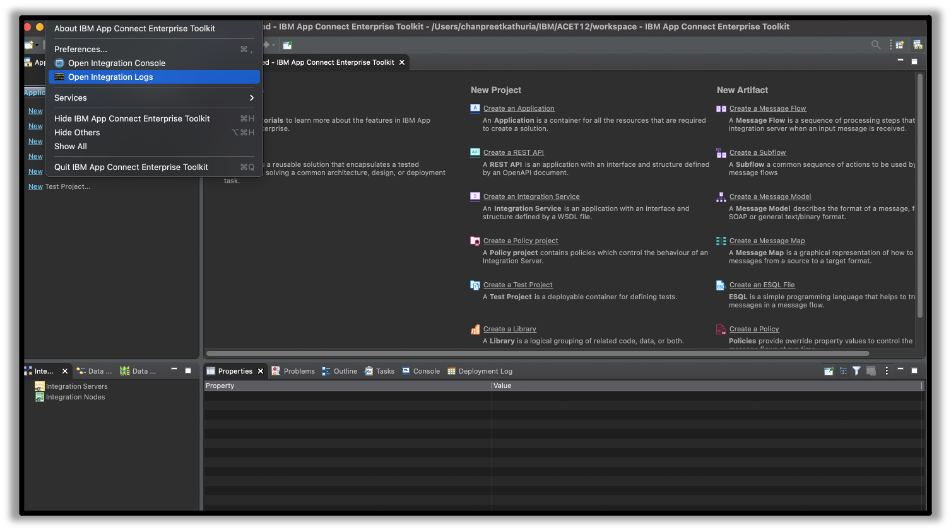 ed - IBM App Connect Enterprise Toolkit - /Users/chanpreetkathuria/IBM/ACET12/workspace - IBM App Connect Enterprise Toolkit
About IBM App Connect Enterprise Toolkit
Preferences... ⌘ ,
Open Integration Console
Open Integration Logs
Services
Hide IBM App Connect Enterprise Toolkit ⌘H
Hide Others ⌥⌘H
Show All
Quit IBM App Connect Enterprise Toolkit ⌘Q
App
Applic
New
New
New
New
New
New Test Project...
ed - IBM App Connect Enterprise Toolkit
orials to learn more about the features in IBM App
erprise.
s a reusable solution that encapsulates a tested
solving a common architecture, design, or deployment
task.
New Project
Create an Application
An Application is a container for all the resources that are required
to create a solution.
Create a REST API
A REST API is an application with an interface and structure defined
by an OpenAPI document.
Create an Integration Service
An Integration Service is an application with an interface and
structure defined by a WSDL file.
Create a Policy project
A Policy project contains policies which control the behaviour of an
Integration Server.
Create a Test Project
A Test Project is a deployable container for defining tests.
Create a Library
A Library is a logical grouping of related code, data, or both.
New Artifact
Create a Message Flow
A Message Flow is a sequence of processing steps that
integration server when an input message is received.
Create a Subflow
A Subflow a common sequence of actions to be used by
message flows
Create a Message Model
A Message Model describes the format of a message, f
SOAP or general text/binary format.
Create a Message Map
A Message Map is a graphical representation of how to
messages from a source to a target format.
Create an ESQL File
ESQL is a simple programming language that helps to tr
messages in a message flow.
Create a Policy
Policies provide override property values to control the
Inte...
Data ...
Data ...
Integration Servers
Integration Nodes
Properties
Problems
Outline
Tasks
Console
Deployment Log
Property
Value